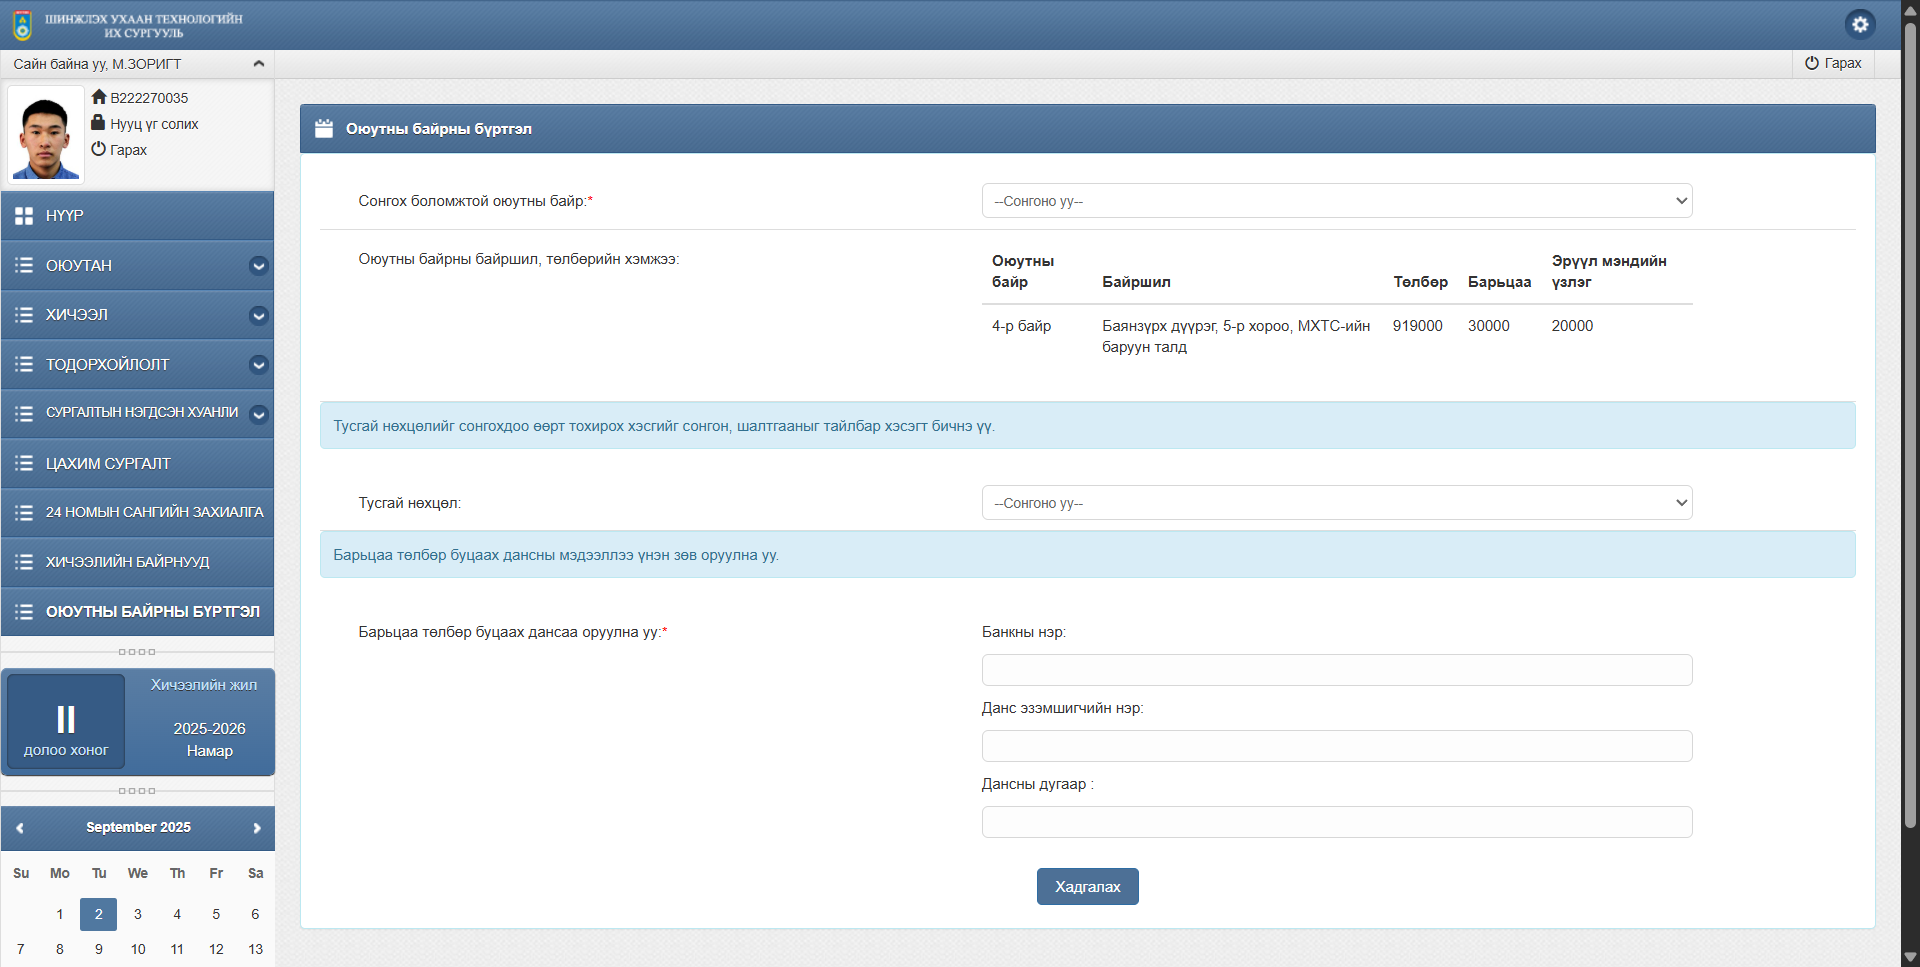 ШИНЖЛЭХ УХААН ТЕХНОЛОГИЙН
ИХ СУРГУУЛЬ
Сайн байна уу, М.ЗОРИГТ
Гарах
B222270035
Нууц үг солих
Гарах
НҮҮР
ОЮУТАН
ХИЧЭЭЛ
ТОДОРХОЙЛОЛТ
СУРГАЛТЫН НЭГДСЭН ХУАНЛИ
ЦАХИМ СУРГАЛТ
24 НОМЫН САНГИЙН ЗАХИАЛГА
ХИЧЭЭЛИЙН БАЙРНУУД
ОЮУТНЫ БАЙРНЫ БҮРТГЭЛ
II
долоо хоног
Хичээлийн жил
2025-2026
Намар
September 2025
Su Mo Tu We Th Fr Sa
1 2 3 4 5 6
7 8 9 10 11 12 13
Оюутны байрны бүртгэл
Сонгох боломжтой оюутны байр:*
--Сонгоно уу--
Оюутны байрны байршил, төлбөрийн хэмжээ:
Оюутны байр Байршил Төлбөр Барьцаа Эрүүл мэндийн үзлэг
4-р байр Баянзүрх дүүрэг, 5-р хороо, МХТС-ийн баруун талд 919000 30000 20000
Тусгай нөхцөлийг сонгохдоо өөрт тохирох хэсгийг сонгон, шалтгааныг тайлбар хэсэгт бичнэ үү.
Тусгай нөхцөл:
--Сонгоно уу--
Барьцаа төлбөр буцаах дансны мэдээллээ үнэн зөв оруулна уу.
Барьцаа төлбөр буцаах дансаа оруулна уу:*
Банкны нэр:
Данс эзэмшигчийн нэр:
Дансны дугаар :
Хадгалах